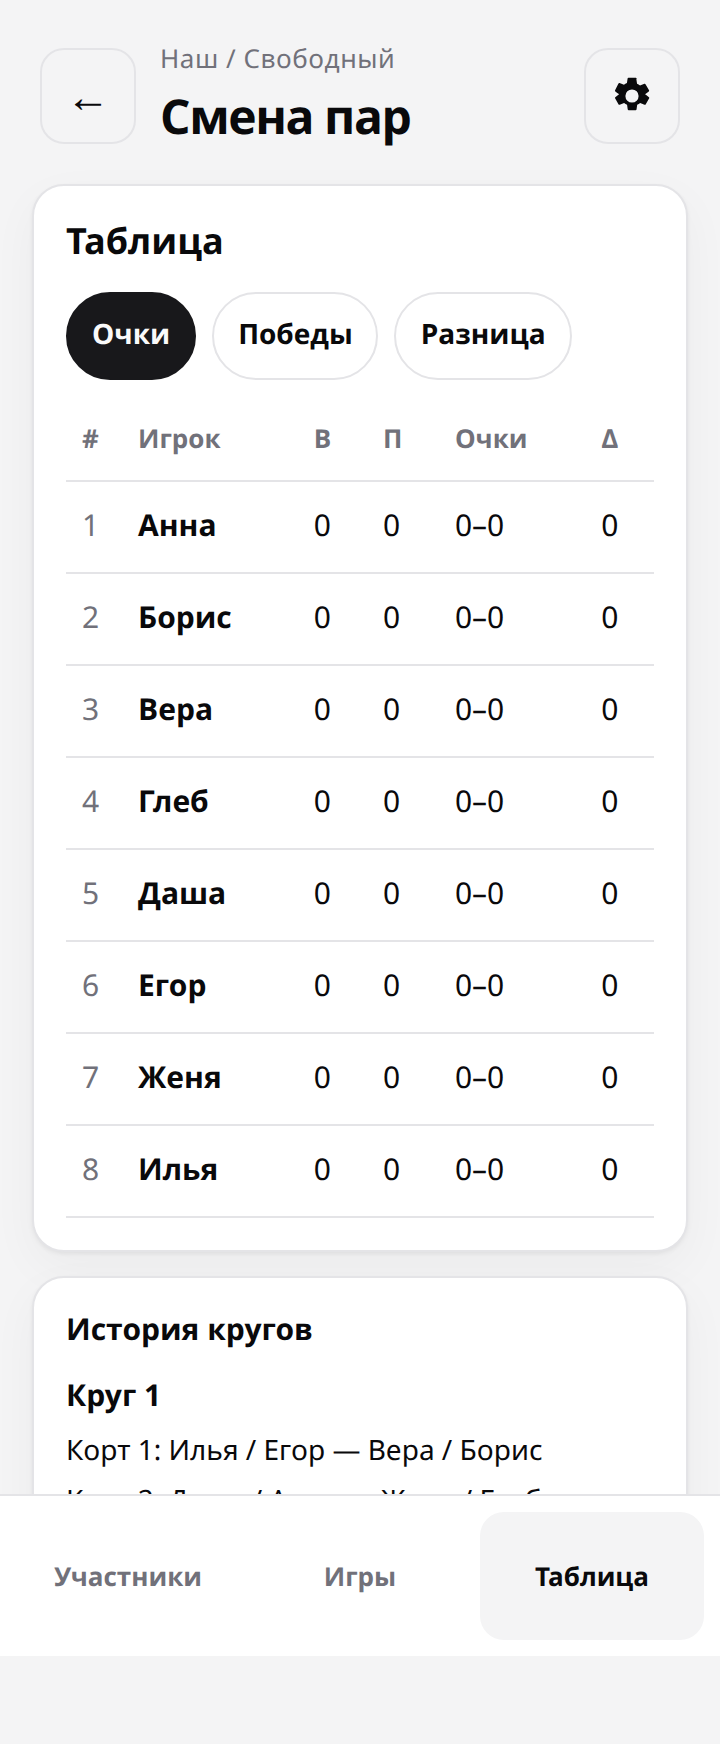 Наш / Свободный
←
Смена пар
Таблица
Очки Победы Разница
# Игрок В П Очки Δ
1 Анна 0 0 0–0 0
2 Борис 0 0 0–0 0
3 Вера 0 0 0–0 0
4 Глеб 0 0 0–0 0
5 Даша 0 0 0–0 0
6 Егор 0 0 0–0 0
7 Женя 0 0 0–0 0
8 Илья 0 0 0–0 0
История кругов
Круг 1
Корт 1: Илья / Егор — Вера / Борис
Участники Игры Таблица